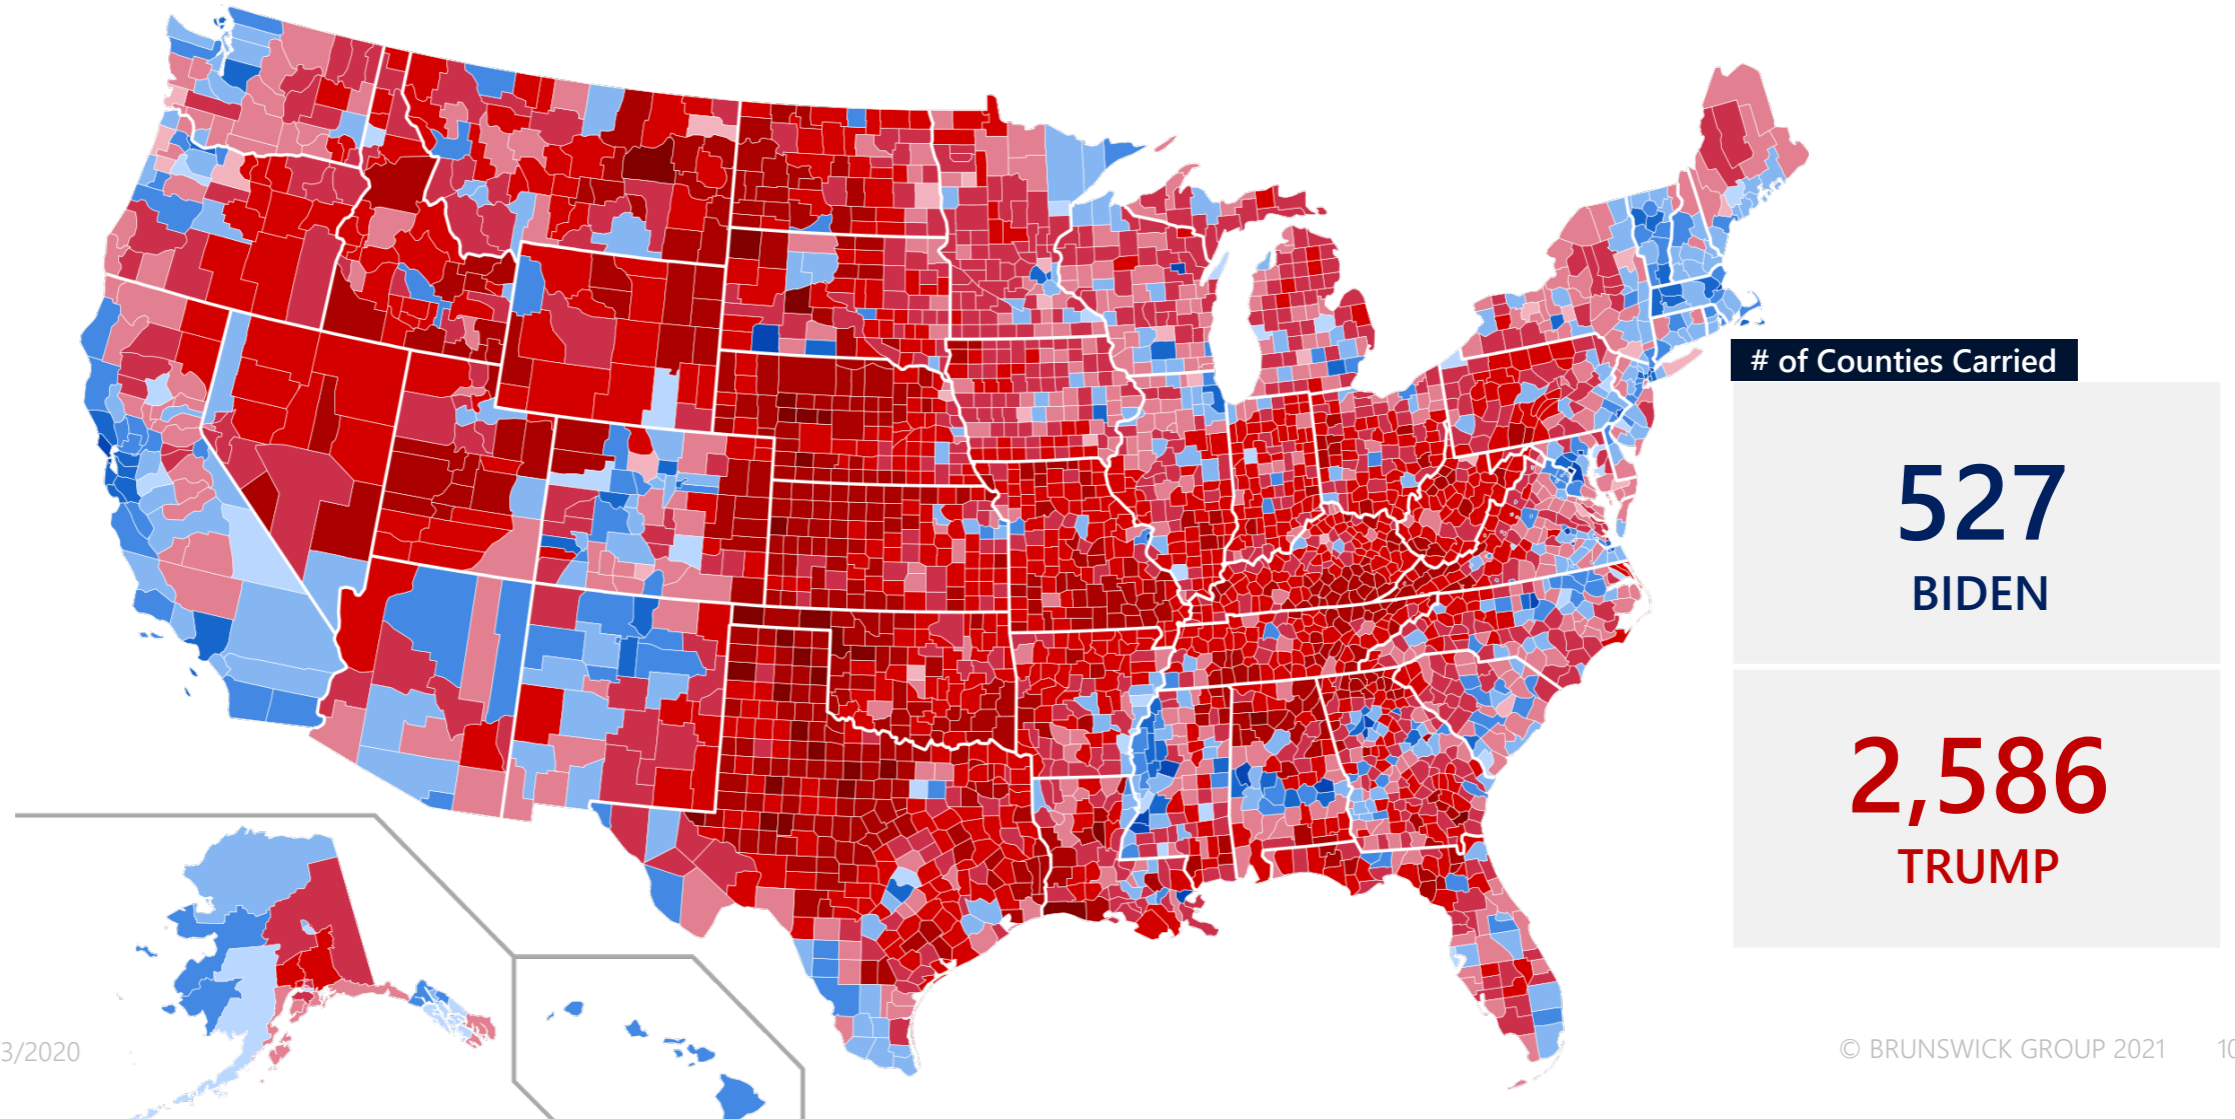 # of Counties Carried
527
BIDEN
2,586
TRUMP
3/2020
© BRUNSWICK GROUP 2021